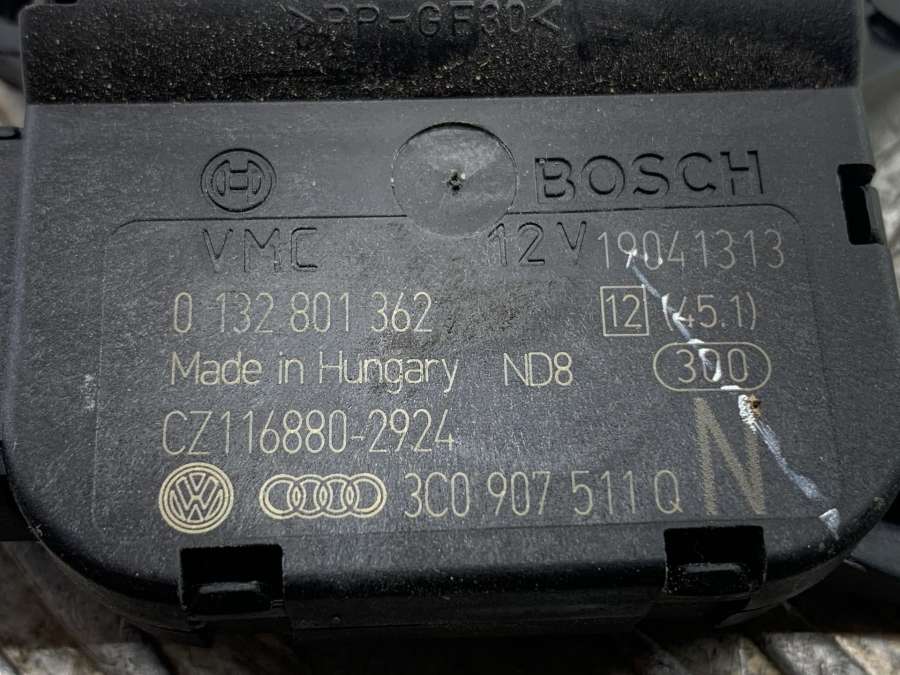 >PP-GF30<
BOSCH
VMC 12V 19041313
0 132 801 362 12 (45.1)
Made in Hungary ND8 300
CZ116880-2924 N
3C0 907 511 Q